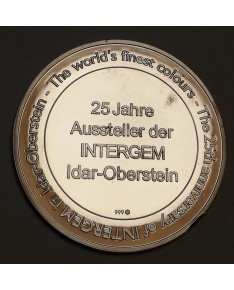 The world's finest colours - The 25th anniversary of INTERGEM Idar-Oberstein -
25 Jahre
Aussteller der
INTERGEM
Idar-Oberstein
999